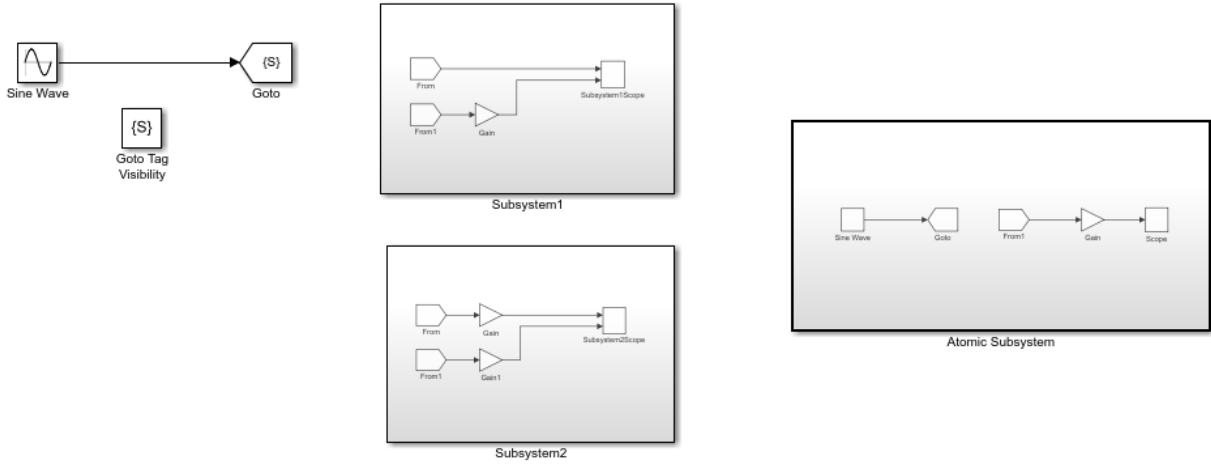 {S}
Sine Wave
Goto
{S}
Goto Tag
Visibility
From
Subsystem1Scope
From1
Gain
Subsystem1
From
Gain
Subsystem2Scope
From1
Gain1
Subsystem2
Sine Wave
Goto
From1
Gain
Scope
Atomic Subsystem